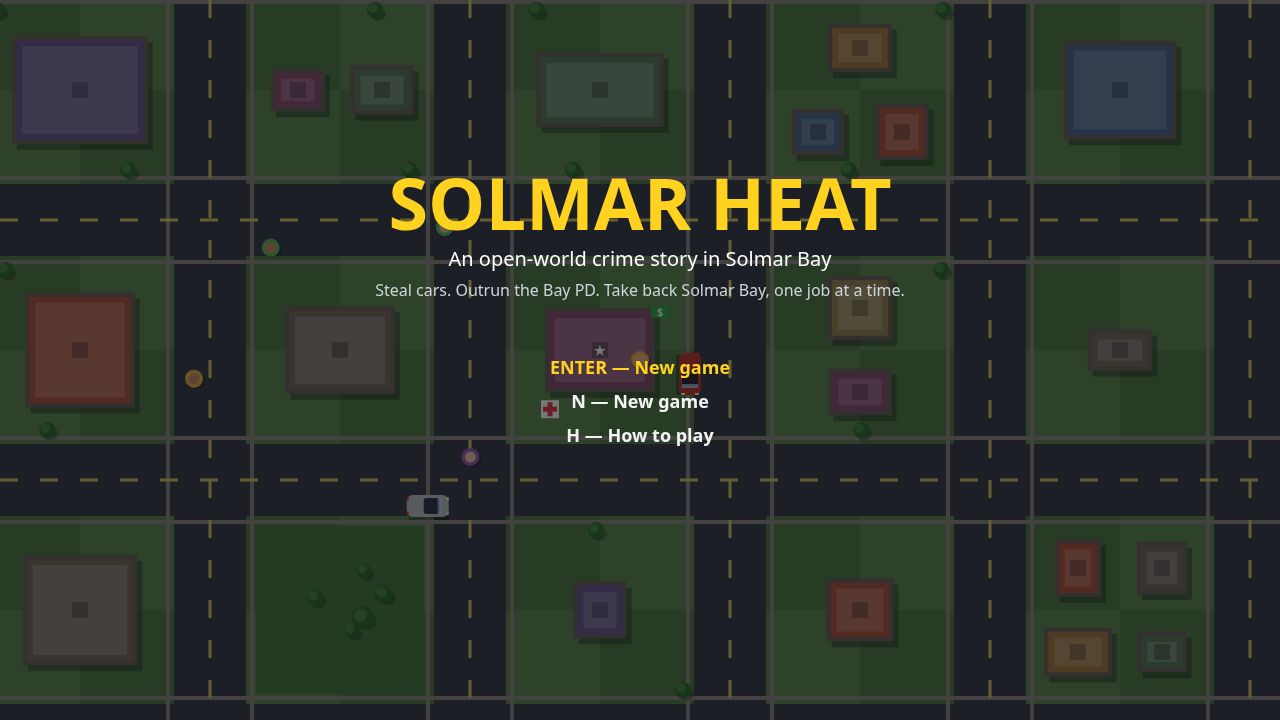 SOLMAR HEAT
An open-world crime story in Solmar Bay
Steal cars. Outrun the Bay PD. Take back Solmar Bay, one job at a time.
$
ENTER — New game
N — New game
H — How to play